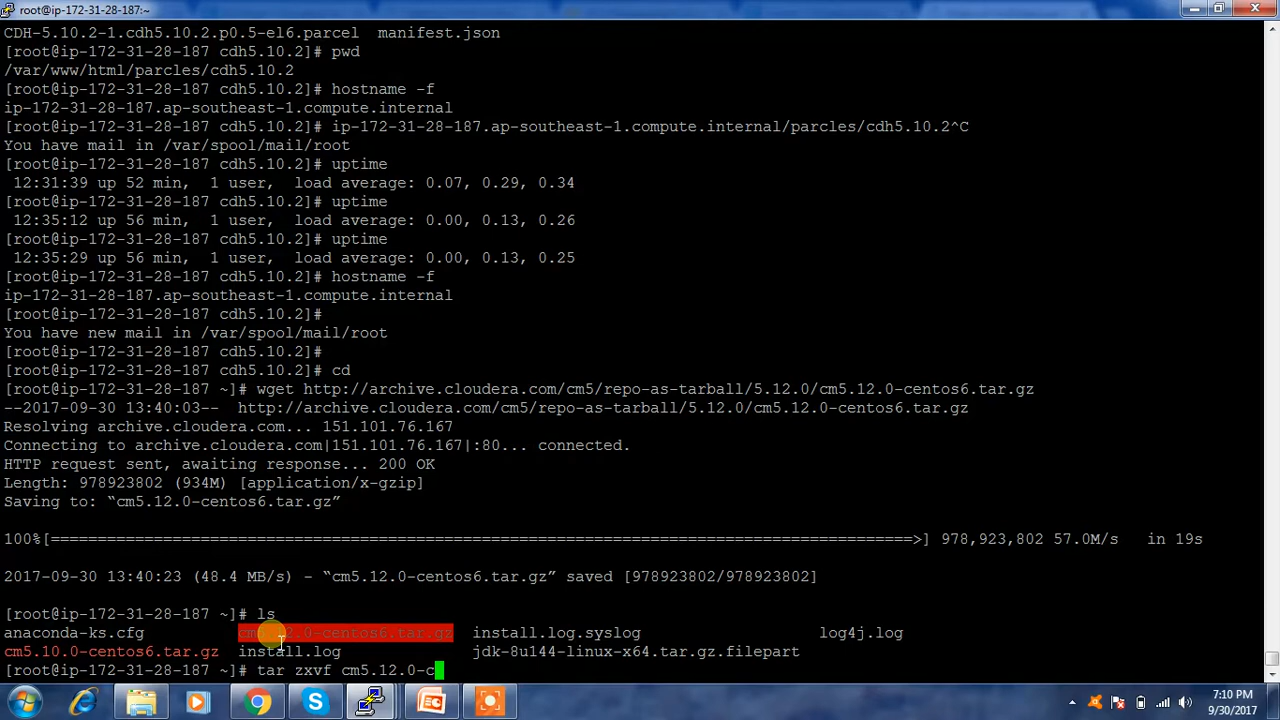 root@ip-172-31-28-187:~
CDH-5.10.2-1.cdh5.10.2.p0.5-el6.parcel  manifest.json
[root@ip-172-31-28-187 cdh5.10.2]# pwd
/var/www/html/parcles/cdh5.10.2
[root@ip-172-31-28-187 cdh5.10.2]# hostname -f
ip-172-31-28-187.ap-southeast-1.compute.internal
[root@ip-172-31-28-187 cdh5.10.2]# ip-172-31-28-187.ap-southeast-1.compute.internal/parcles/cdh5.10.2^C
You have mail in /var/spool/mail/root
[root@ip-172-31-28-187 cdh5.10.2]# uptime
 12:31:39 up 52 min,  1 user,  load average: 0.07, 0.29, 0.34
[root@ip-172-31-28-187 cdh5.10.2]# uptime
 12:35:12 up 56 min,  1 user,  load average: 0.00, 0.13, 0.26
[root@ip-172-31-28-187 cdh5.10.2]# uptime
 12:35:29 up 56 min,  1 user,  load average: 0.00, 0.13, 0.25
[root@ip-172-31-28-187 cdh5.10.2]# hostname -f
ip-172-31-28-187.ap-southeast-1.compute.internal
[root@ip-172-31-28-187 cdh5.10.2]#
You have new mail in /var/spool/mail/root
[root@ip-172-31-28-187 cdh5.10.2]#
[root@ip-172-31-28-187 cdh5.10.2]# cd
[root@ip-172-31-28-187 ~]# wget http://archive.cloudera.com/cm5/repo-as-tarball/5.12.0/cm5.12.0-centos6.tar.gz
--2017-09-30 13:40:03--  http://archive.cloudera.com/cm5/repo-as-tarball/5.12.0/cm5.12.0-centos6.tar.gz
Resolving archive.cloudera.com... 151.101.76.167
Connecting to archive.cloudera.com|151.101.76.167|:80... connected.
HTTP request sent, awaiting response... 200 OK
Length: 978923802 (934M) [application/x-gzip]
Saving to: “cm5.12.0-centos6.tar.gz”
100%[============================================================================================>] 978,923,802 57.0M/s   in 19s
2017-09-30 13:40:23 (48.4 MB/s) - “cm5.12.0-centos6.tar.gz” saved [978923802/978923802]
[root@ip-172-31-28-187 ~]# ls
anaconda-ks.cfg          cm5.12.0-centos6.tar.gz  install.log.syslog                   log4j.log
cm5.10.0-centos6.tar.gz  install.log              jdk-8u144-linux-x64.tar.gz.filepart
[root@ip-172-31-28-187 ~]# tar zxvf cm5.12.0-c
7:10 PM
9/30/2017